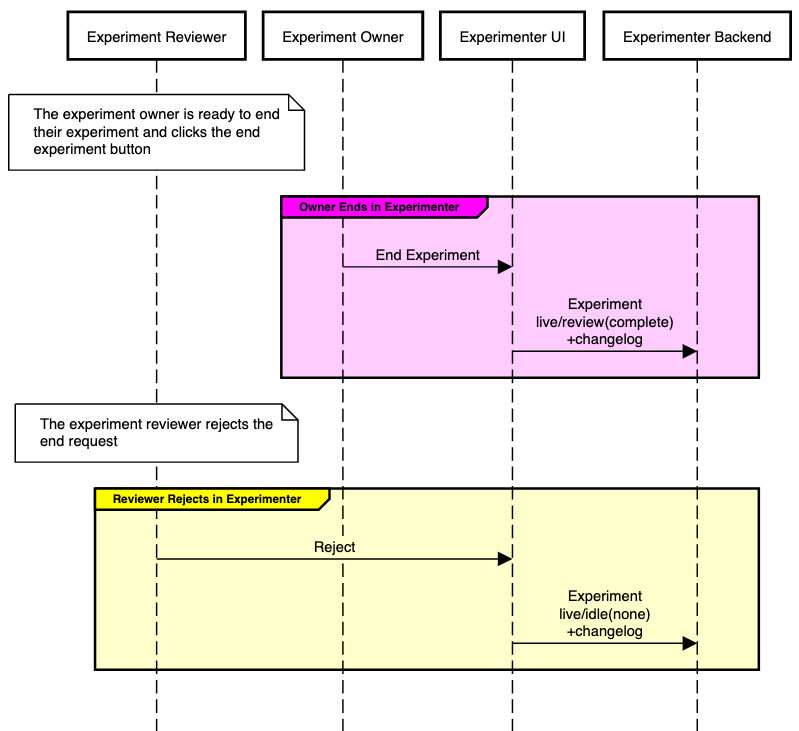 Experiment Reviewer
Experiment Owner
Experimenter UI
Experimenter Backend
The experiment owner is ready to end
their experiment and clicks the end
experiment button
Owner Ends in Experimenter
End Experiment
Experiment
live/review(complete)
+changelog
The experiment reviewer rejects the
end request
Reviewer Rejects in Experimenter
Reject
Experiment
live/idle(none)
+changelog